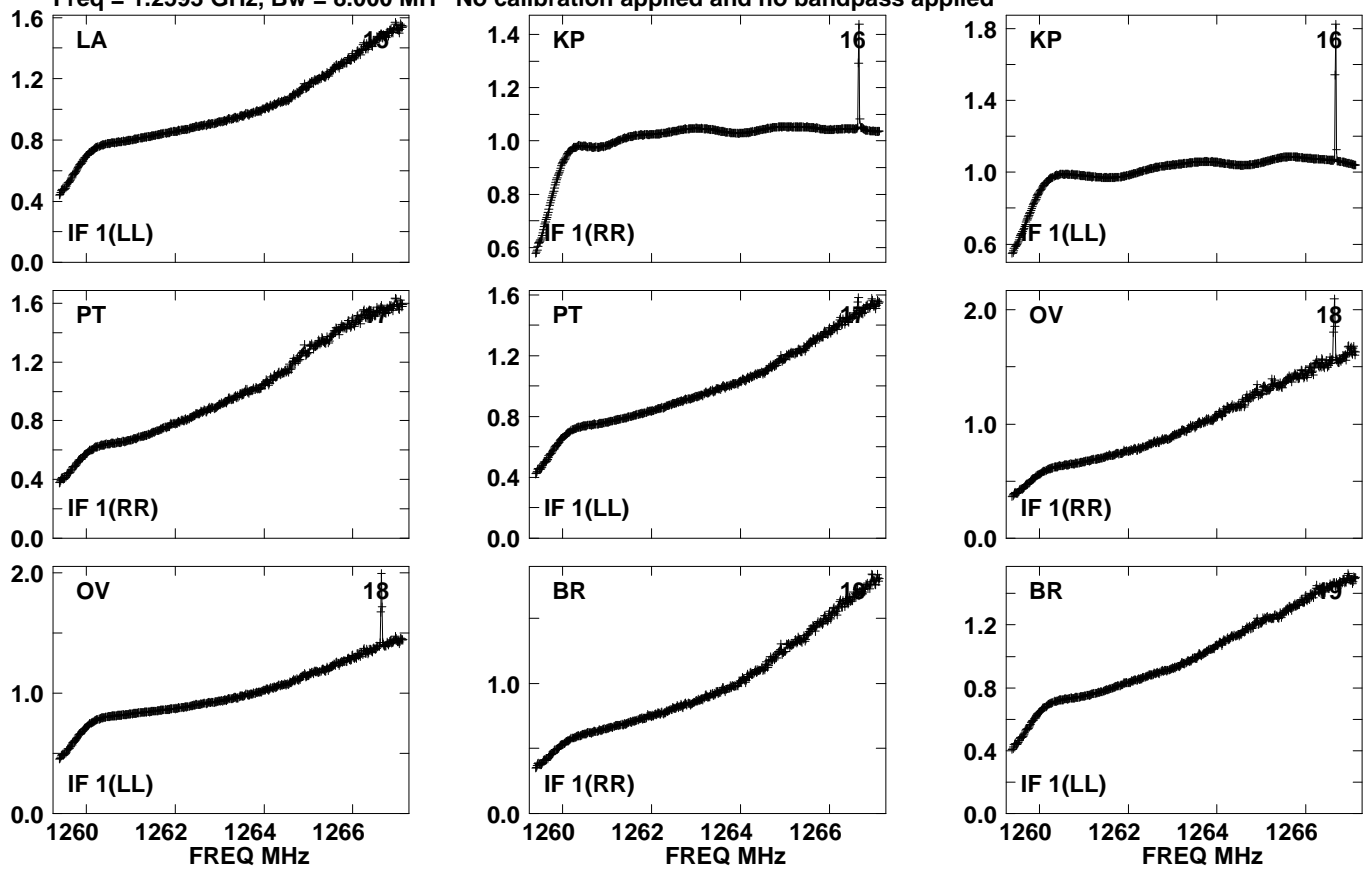 Freq = 1.2593 GHz, Bw = 8.000 MH No calibration applied and no bandpass applied
1.6
1.2
0.8
0.4
0.0
LA
IF 1(LL)
1.4
1.2
1.0
0.8
0.6
KP
16
IF 1(RR)
1.8
1.4
1.0
0.6
KP
16
IF 1(LL)
1.6
1.2
0.8
0.4
0.0
PT
17
IF 1(RR)
1.6
1.2
0.8
0.4
0.0
PT
17
IF 1(LL)
2.0
1.0
0.0
OV
18
IF 1(RR)
2.0
1.0
0.0
OV
18
IF 1(LL)
1260 1262 1264 1266
FREQ MHz
1.0
0.0
BR
19
IF 1(RR)
1260 1262 1264 1266
FREQ MHz
1.2
0.8
0.4
0.0
BR
19
IF 1(LL)
1260 1262 1264 1266
FREQ MHz